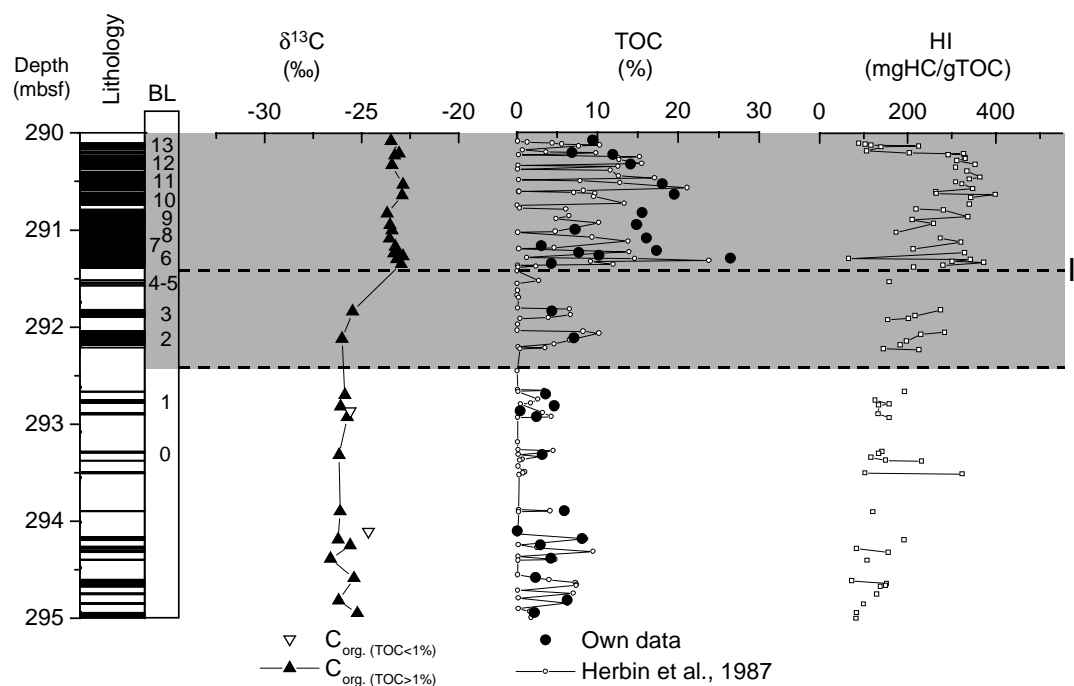 δ13C TOC HI
Depth (‰) (%) (mgHC/gTOC)
(mbsf) Lithology BL
-25 -25 -20 0 10 20 30 0 200 400
290
13
12
11
10
291
9
8
7
6
I
4-5
292
3
2
293
1
0
294
295
Corg. (TOC<1%) Own data
Corg. (TOC>1%) Herbin et al., 1987